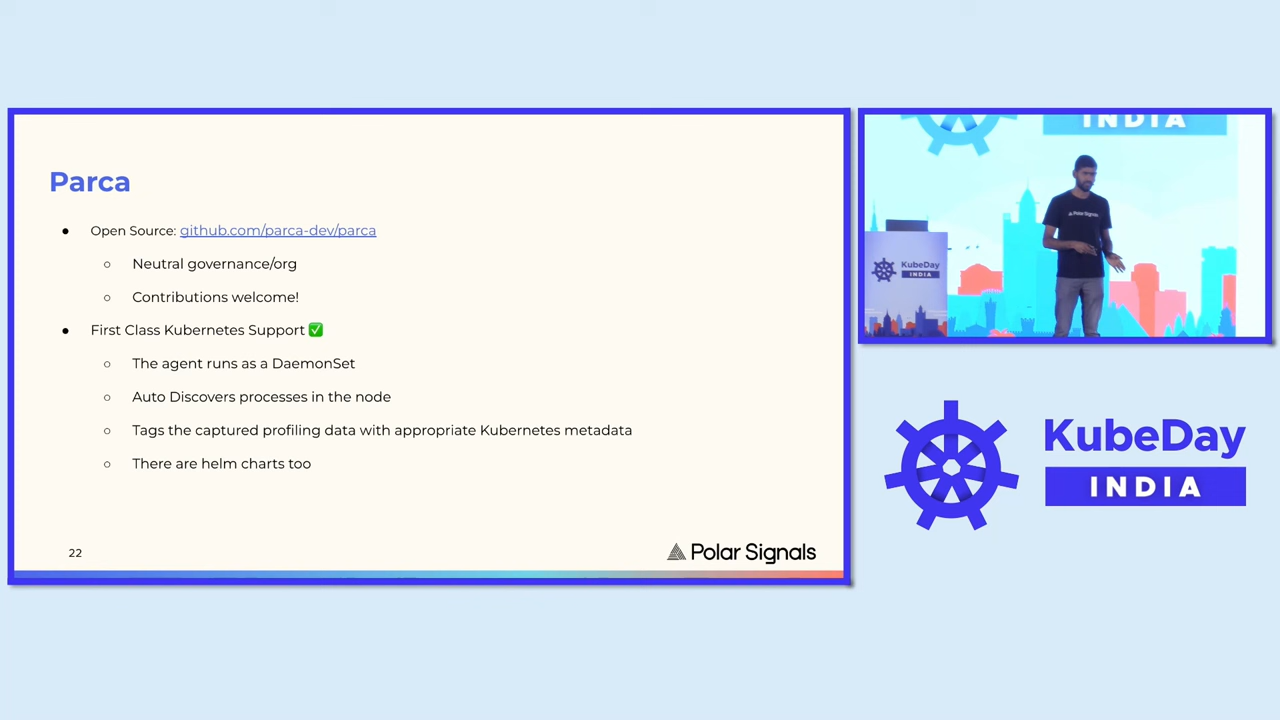 Parca
● Open Source: github.com/parca-dev/parca
○ Neutral governance/org
○ Contributions welcome!
● First Class Kubernetes Support ✅
○ The agent runs as a DaemonSet
○ Auto Discovers processes in the node
○ Tags the captured profiling data with appropriate Kubernetes metadata
○ There are helm charts too
22
Polar Signals
INDIA
Polar Signals
KubeDay
INDIA
KubeDay
INDIA